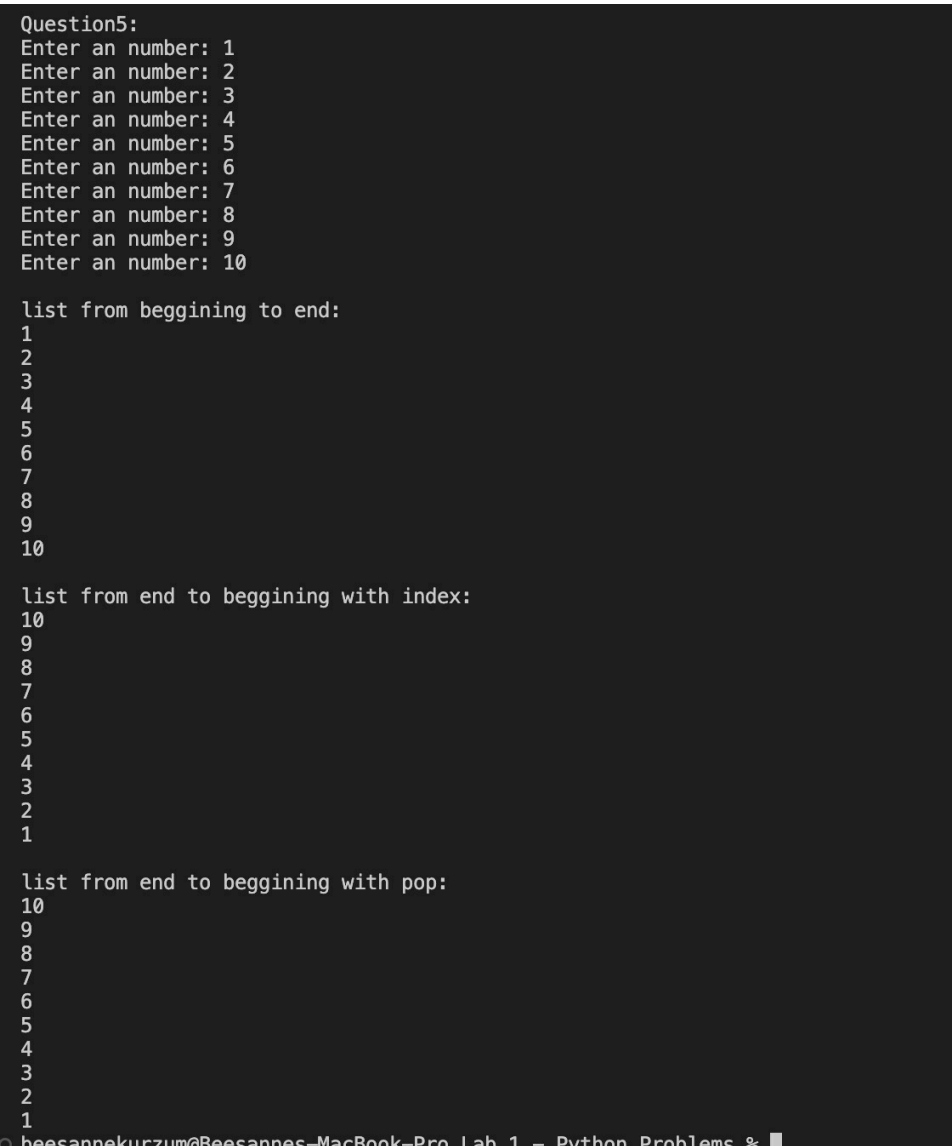 Question5:
Enter an number: 1
Enter an number: 2
Enter an number: 3
Enter an number: 4
Enter an number: 5
Enter an number: 6
Enter an number: 7
Enter an number: 8
Enter an number: 9
Enter an number: 10
list from beggining to end:
1
2
3
4
5
6
7
8
9
10
list from end to beggining with index:
10
9
8
7
6
5
4
3
2
1
list from end to beggining with pop:
10
9
8
7
6
5
4
3
2
1
beesannekurzum@Beesannes-MacBook-Pro Lab 1 - Python Problems %